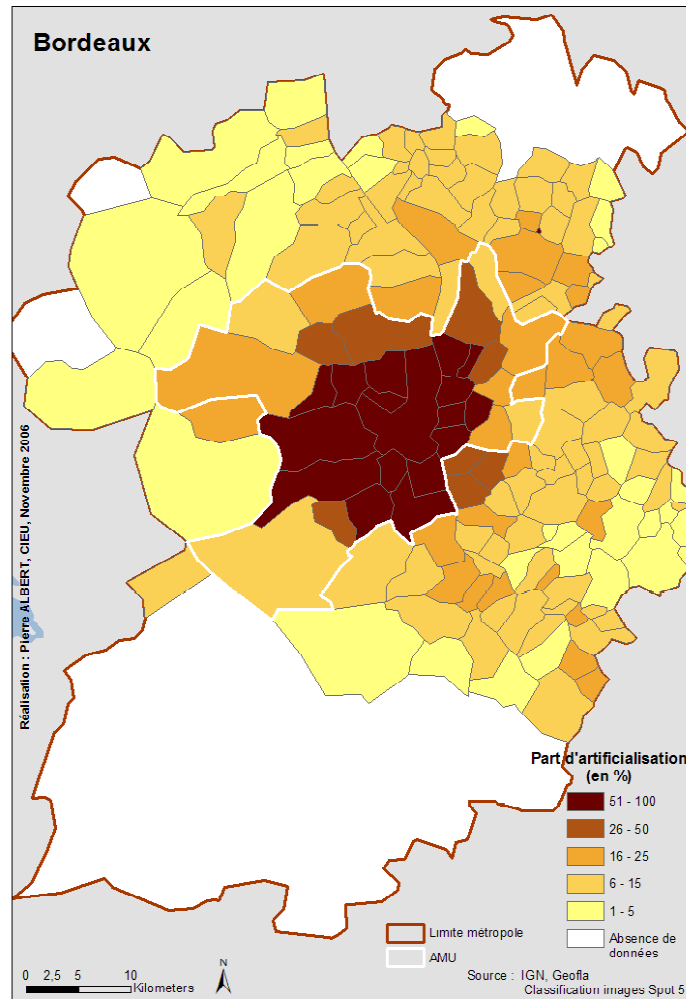 Bordeaux
Réalisation : Pierre ALBERT, CIEU, Novembre 2006
Part d'artificialisation
(en %)
51 - 100
26 - 50
16 - 25
6 - 15
1 - 5
Absence de
données
Limite métropole
AMU
N
0 2,5 5 10
Kilometers
Source : IGN, Geofla
Classification images Spot 5